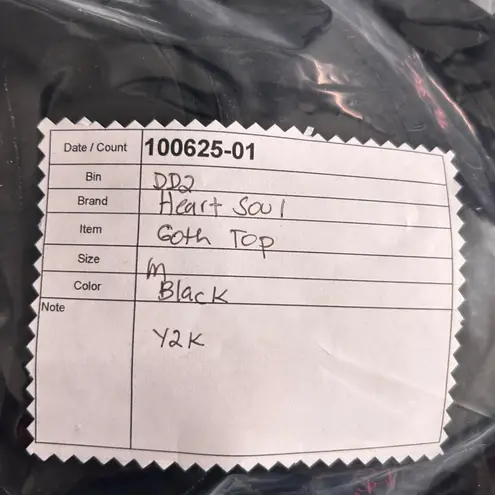 Date / Count 100625-01
Bin DD2
Brand Heart Soul
Item Goth Top
Size m
Color Black
Note
Y2K